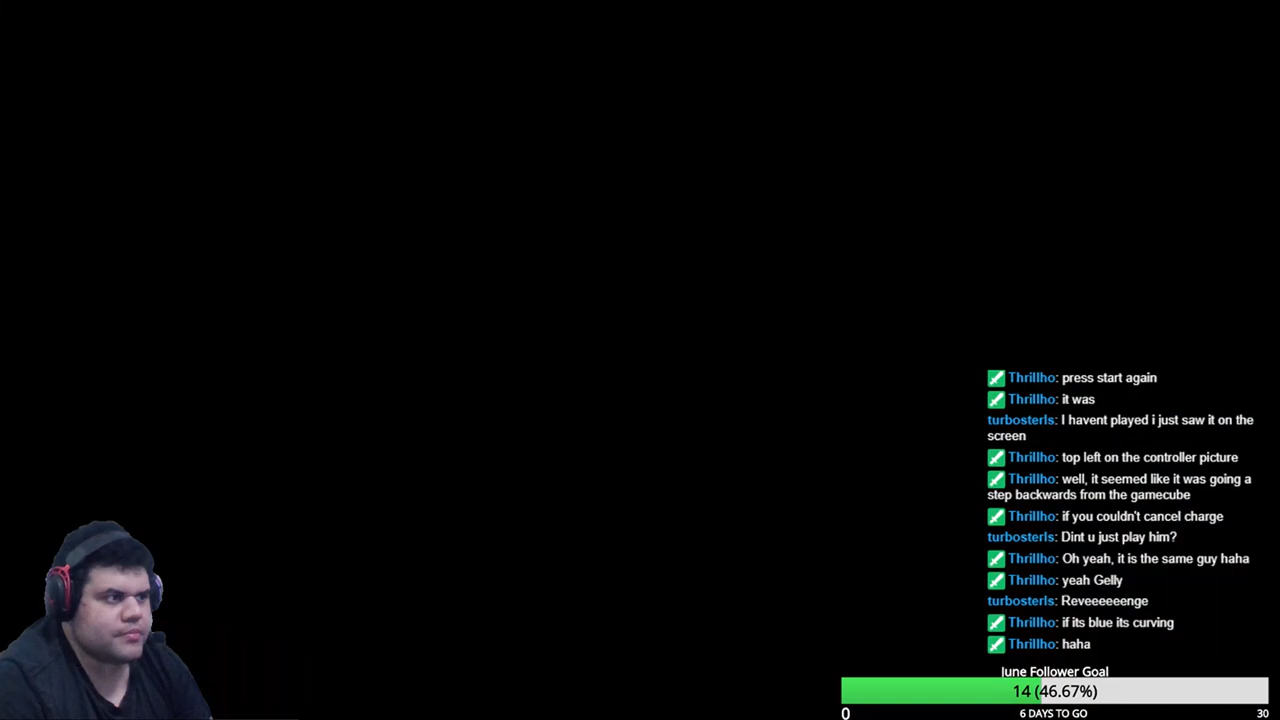 Thrillho: press start again
Thrillho: it was
turbosterls: I havent played i just saw it on the
screen
Thrillho: top left on the controller picture
Thrillho: well, it seemed like it was going a
step backwards from the gamecube
Thrillho: if you couldn't cancel charge
turbosterls: Dint u just play him?
Thrillho: Oh yeah, it is the same guy haha
Thrillho: yeah Gelly
turbosterls: Reveeeeeenge
Thrillho: if its blue its curving
Thrillho: haha
June Follower Goal
14 (46.67%)
0 6 DAYS TO GO 30